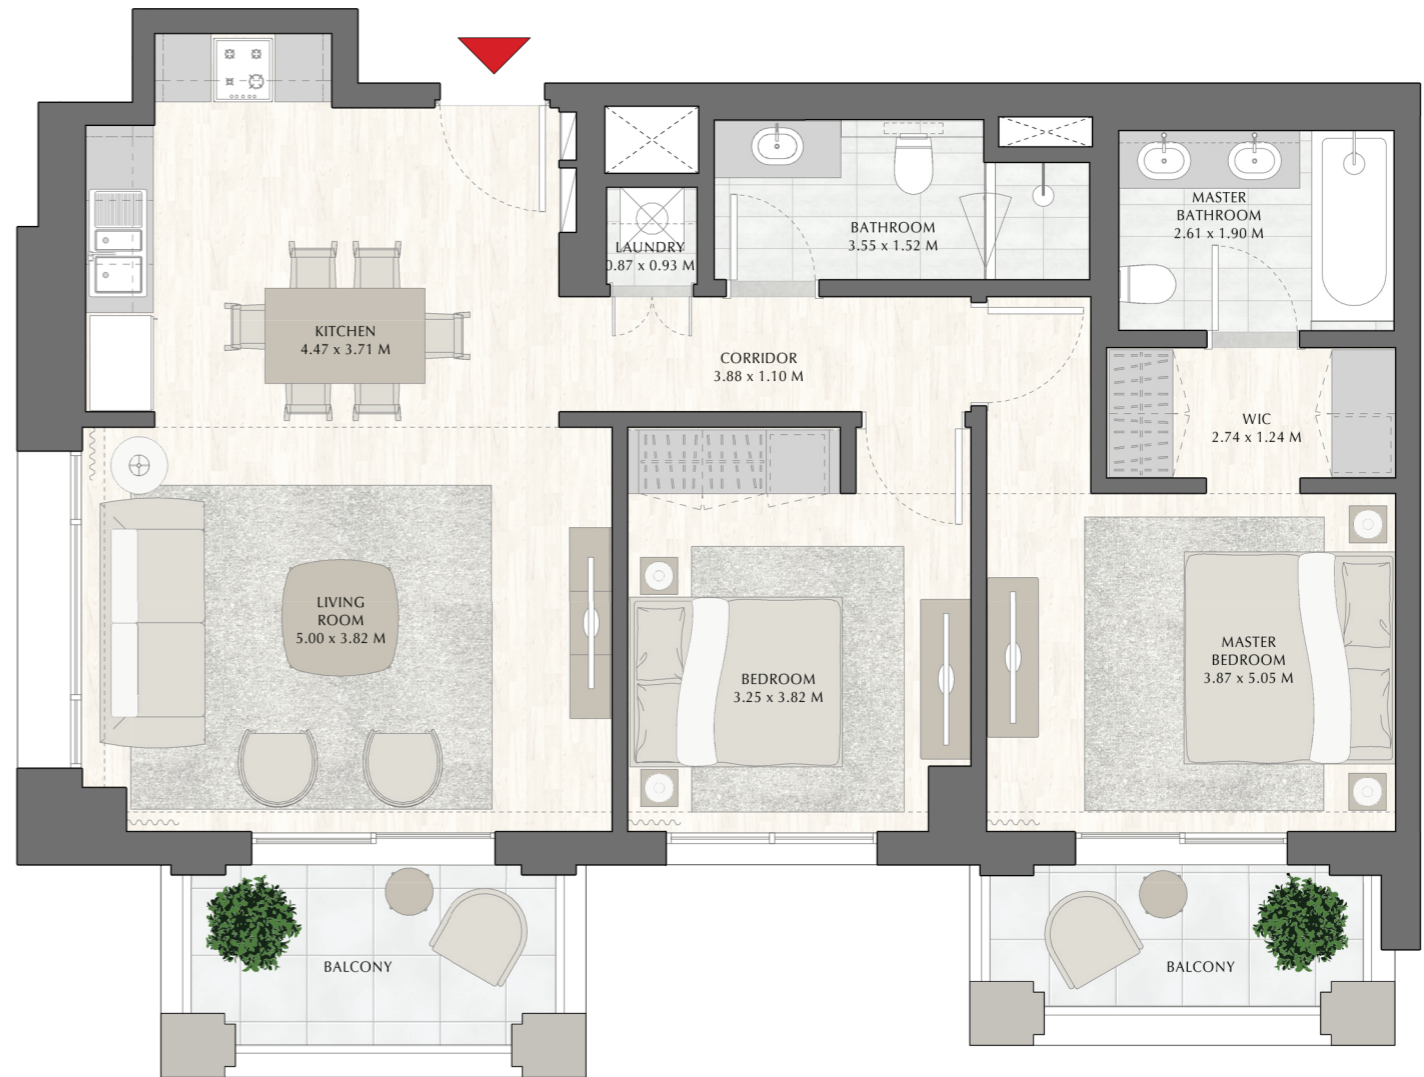 MASTER
BATHROOM
2.61 x 1.90 M
BATHROOM
3.55 x 1.52 M
LAUNDRY
0.87 x 0.93 M
KITCHEN
4.47 x 3.71 M
CORRIDOR
3.88 x 1.10 M
WIC
2.74 x 1.24 M
LIVING
ROOM
5.00 x 3.82 M
BEDROOM
3.25 x 3.82 M
MASTER
BEDROOM
3.87 x 5.05 M
BALCONY
BALCONY